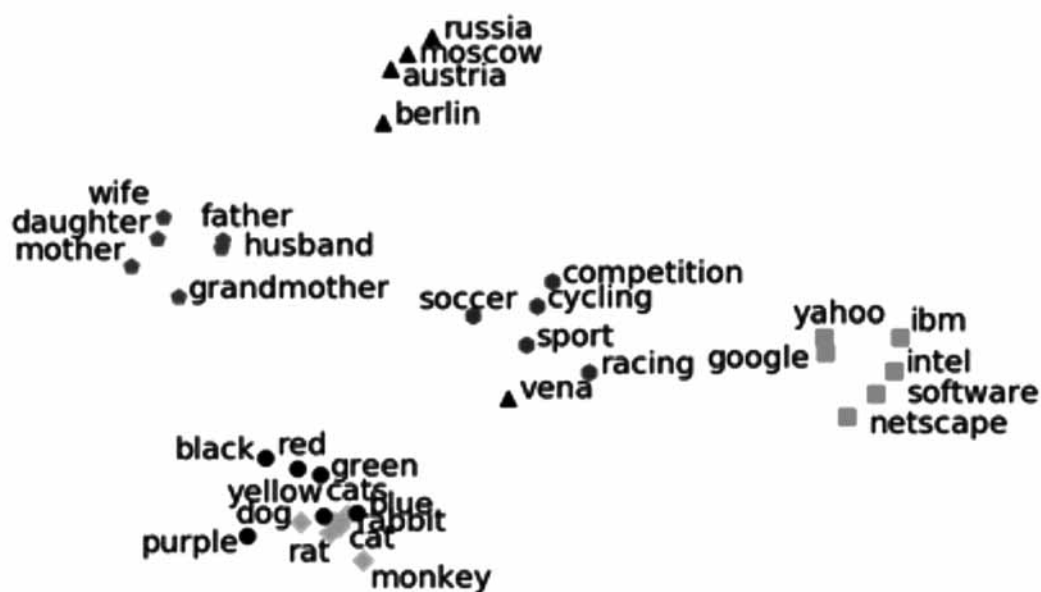 russia
moscow
austria
berlin
wife
daughter
father
mother
husband
grandmother
competition
soccer
cycling
sport
yahoo
ibm
google
intel
racing
software
vena
netscape
black
red
green
yellow
cats
blue
dog
rabbit
purple
rat
cat
monkey